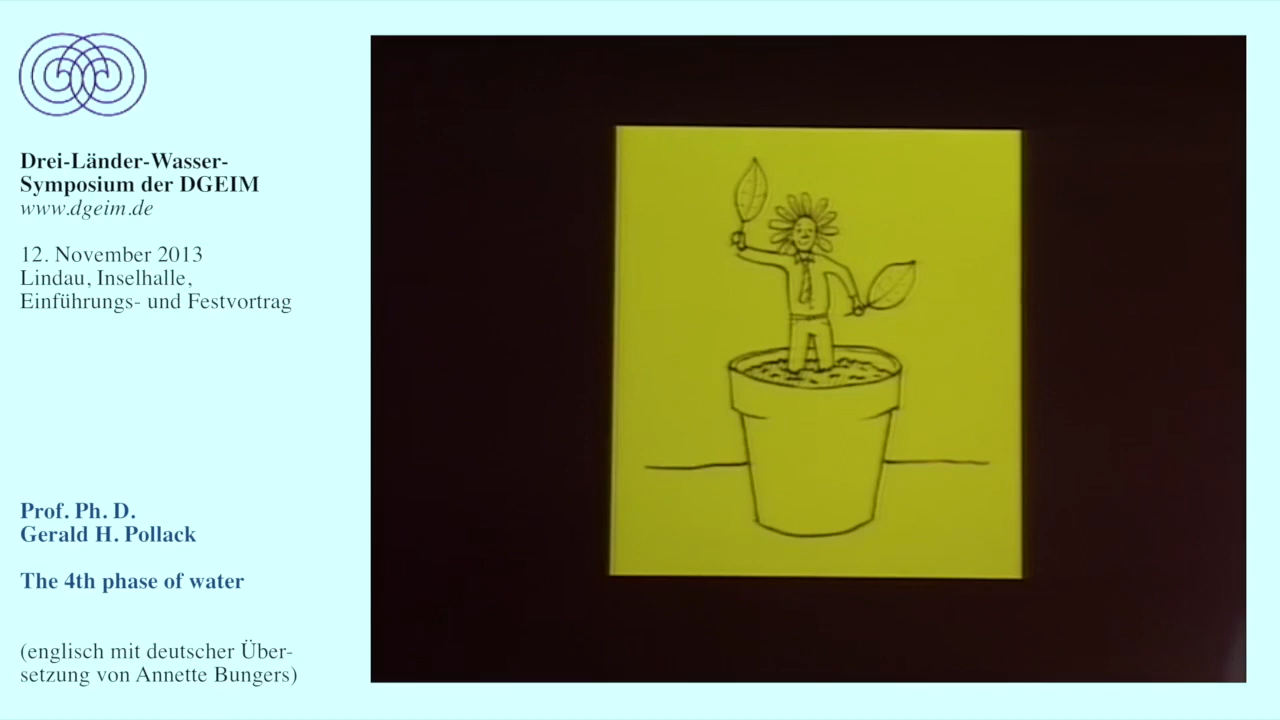 Drei-Länder-Wasser-
Symposium der DGEIM
www.dgeim.de
12. November 2013
Lindau, Inselhalle,
Einführungs- und Festvortrag
Prof. Ph. D.
Gerald H. Pollack
The 4th phase of water
(englisch mit deutscher Über-
setzung von Annette Bungers)